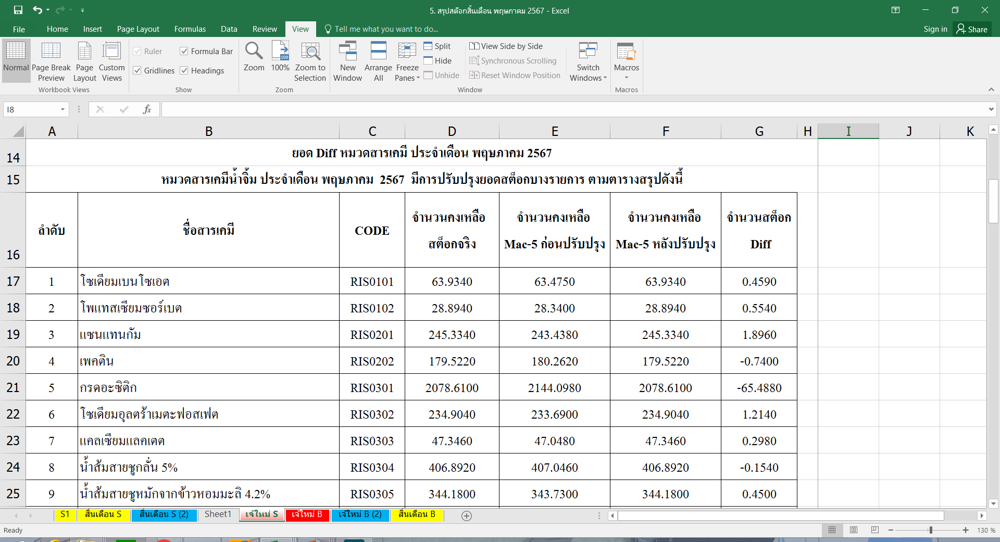 5. สรุปสต๊อกสิ้นเดือน พฤษภาคม 2567 - Excel
File Home Insert Page Layout Formulas Data Review View Tell me what you want to do... Sign in Share
Normal Page Break Preview Page Layout Custom Views
Workbook Views
Ruler Formula Bar
Gridlines Headings
Show
Zoom 100% Zoom to Selection
Zoom
New Window Arrange All Freeze Panes
Split
Hide
Unhide
View Side by Side
Synchronous Scrolling
Reset Window Position
Switch Windows
Window
Macros
Macros
I8 fx
A B C D E F G H I J K
14 ยอด Diff หมวดสารเคมี ประจำเดือน พฤษภาคม 2567
15 หมวดสารเคมีน้ำจิ้ม ประจำเดือน พฤษภาคม 2567 มีการปรับปรุงยอดสต็อกบางรายการ ตามตารางสรุปดังนี้
16 ลำดับ ชื่อสารเคมี CODE จำนวนคงเหลือ สต็อกจริง จำนวนคงเหลือ Mac-5 ก่อนปรับปรุง จำนวนคงเหลือ Mac-5 หลังปรับปรุง จำนวนสต็อก Diff
17 1 โซเดียมเบนโซเอต RIS0101 63.9340 63.4750 63.9340 0.4590
18 2 โพแทสเซียมซอร์เบต RIS0102 28.8940 28.3400 28.8940 0.5540
19 3 แซนแทนกัม RIS0201 245.3340 243.4380 245.3340 1.8960
20 4 เพคติน RIS0202 179.5220 180.2620 179.5220 -0.7400
21 5 กรดอะซิติก RIS0301 2078.6100 2144.0980 2078.6100 -65.4880
22 6 โซเดียมอุลตร้าเมตะฟอสเฟต RIS0302 234.9040 233.6900 234.9040 1.2140
23 7 แคลเซียมแลคเตต RIS0303 47.3460 47.0480 47.3460 0.2980
24 8 น้ำส้มสายชูกลั่น 5% RIS0304 406.8920 407.0460 406.8920 -0.1540
25 9 น้ำส้มสายชูหมักจากข้าวหอมมะลิ 4.2% RIS0305 344.1800 343.7300 344.1800 0.4500
S1 สิ้นเดือน S สิ้นเดือน S (2) Sheet1 เจ๊ใหม่ S เจ๊ใหม่ B เจ๊ใหม่ B (2) สิ้นเดือน B
Ready 130 %